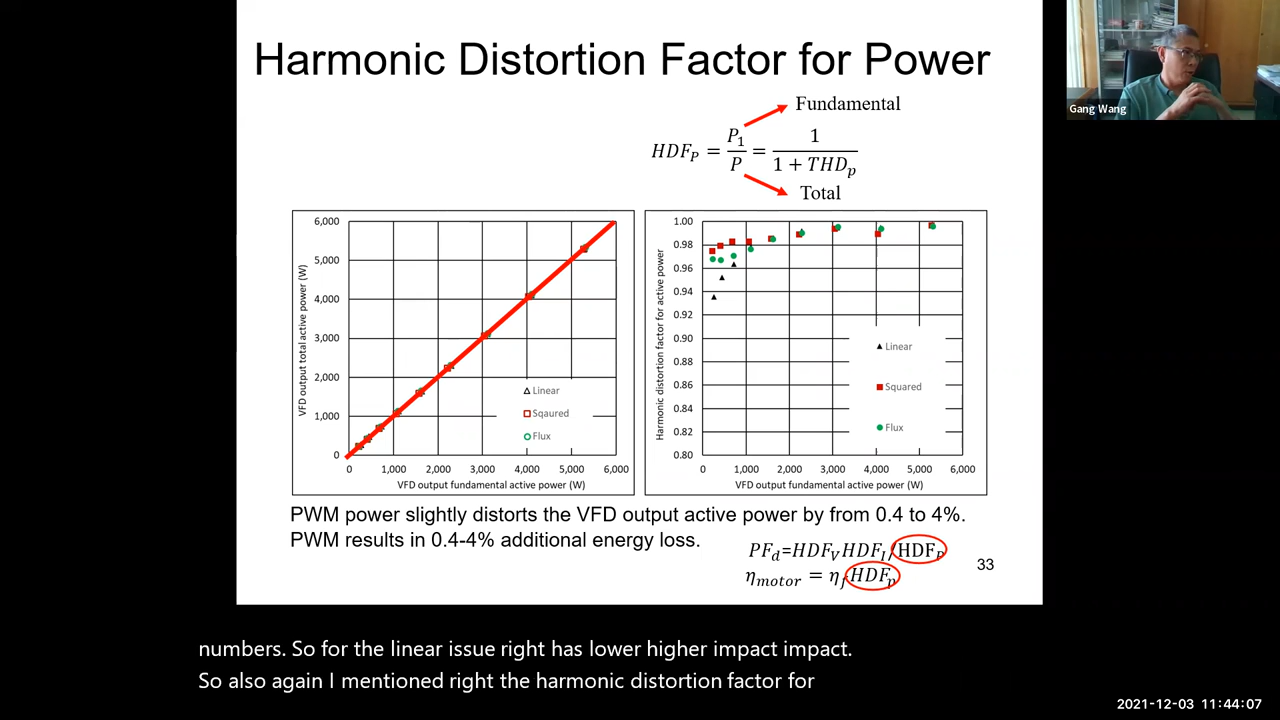 Harmonic Distortion Factor for Power
Gang Wang
Fundamental
HDF_P = P_1/P = 1/(1 + THD_p)
Total
6,000
5,000
4,000
3,000
2,000
1,000
0
VFD output total active power (W)
Linear
Sqaured
Flux
0 1,000 2,000 3,000 4,000 5,000 6,000
VFD output fundamental active power (W)
1.00
0.98
0.96
0.94
0.92
0.90
0.88
0.86
0.84
0.82
0.80
Harmonic distortion factor for active power
Linear
Squared
Flux
0 1,000 2,000 3,000 4,000 5,000 6,000
VFD output fundamental active power (W)
PWM power slightly distorts the VFD output active power by from 0.4 to 4%.
PWM results in 0.4-4% additional energy loss.
PF_d=HDF_V HDF_I/HDF_P
η_motor = η_f HDF_p
33
numbers. So for the linear issue right has lower higher impact impact.
So also again I mentioned right the harmonic distortion factor for
2021-12-03 11:44:07